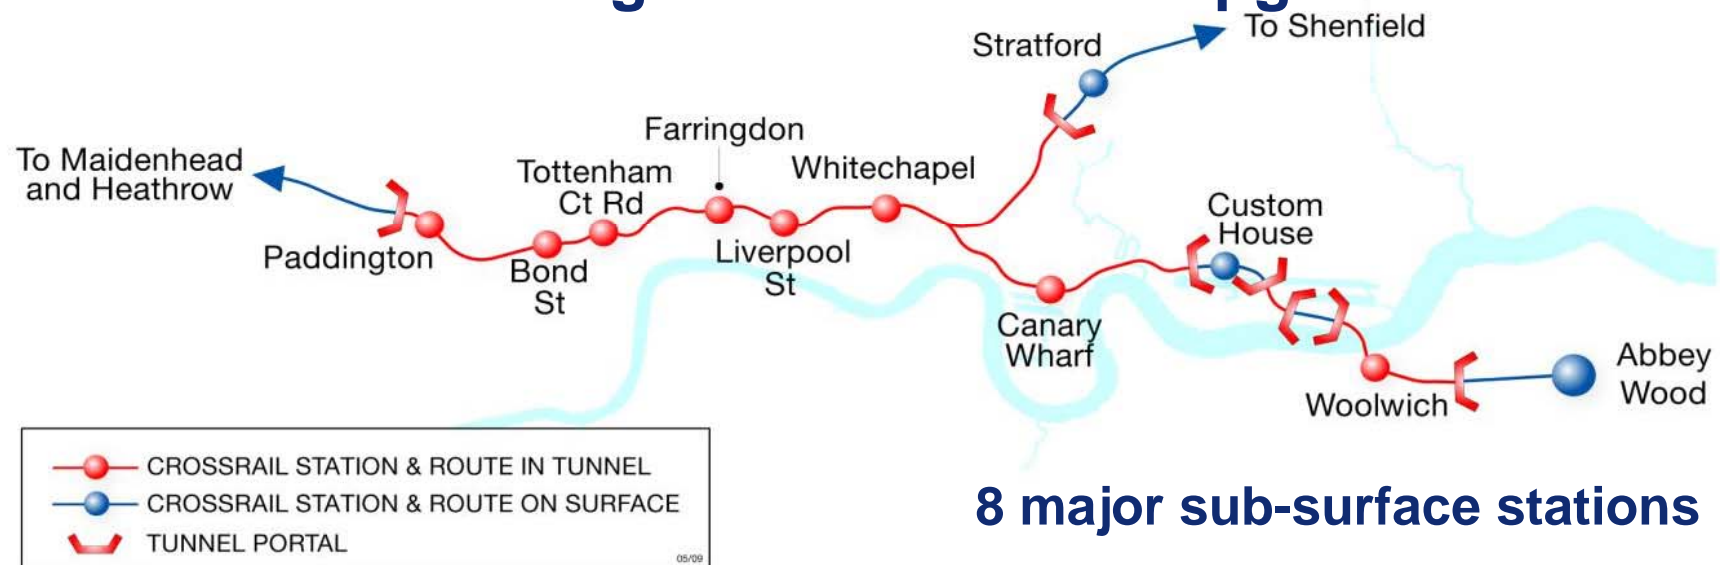 To Shenfield
Stratford
Farringdon
To Maidenhead
and Heathrow
Tottenham
Ct Rd
Whitechapel
Custom
House
Paddington
Bond
St
Liverpool
St
Canary
Wharf
Abbey
Wood
Woolwich
CROSSRAIL STATION & ROUTE IN TUNNEL
CROSSRAIL STATION & ROUTE ON SURFACE
TUNNEL PORTAL
05/09
8 major sub-surface stations